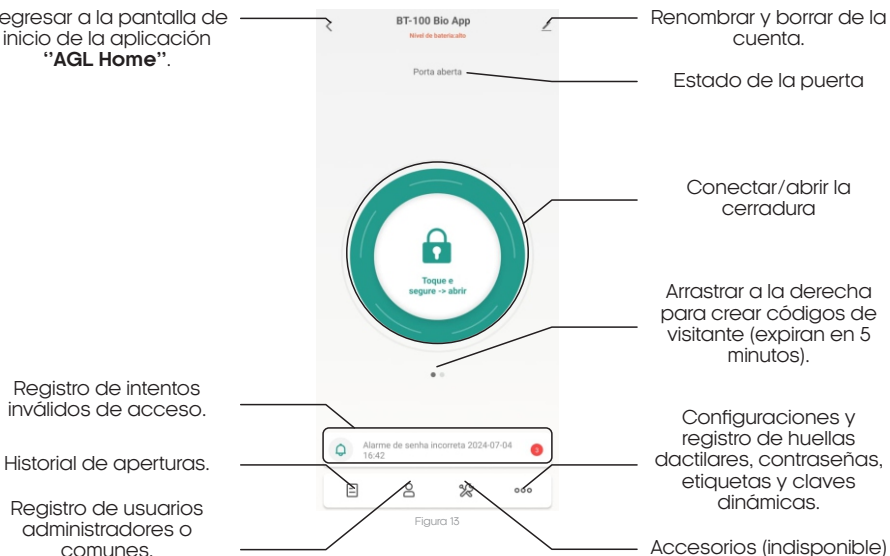 egresar a la pantalla de
inicio de la aplicación
‘’AGL Home’’.
Registro de intentos
inválidos de acceso.
Historial de aperturas.
Registro de usuarios
administradores o
comunes.
BT-100 Bio App
Nível de bateria:alto
Porta aberta
Toque e
segure -> abrir
Alarme de senha incorreta 2024-07-04
16:42
3
Figura 13
Renombrar y borrar de la
cuenta.
Estado de la puerta
Conectar/abrir la
cerradura
Arrastrar a la derecha
para crear códigos de
visitante (expiran en 5
minutos).
Configuraciones y
registro de huellas
dactilares, contraseñas,
etiquetas y claves
dinámicas.
Accesorios (indisponible)